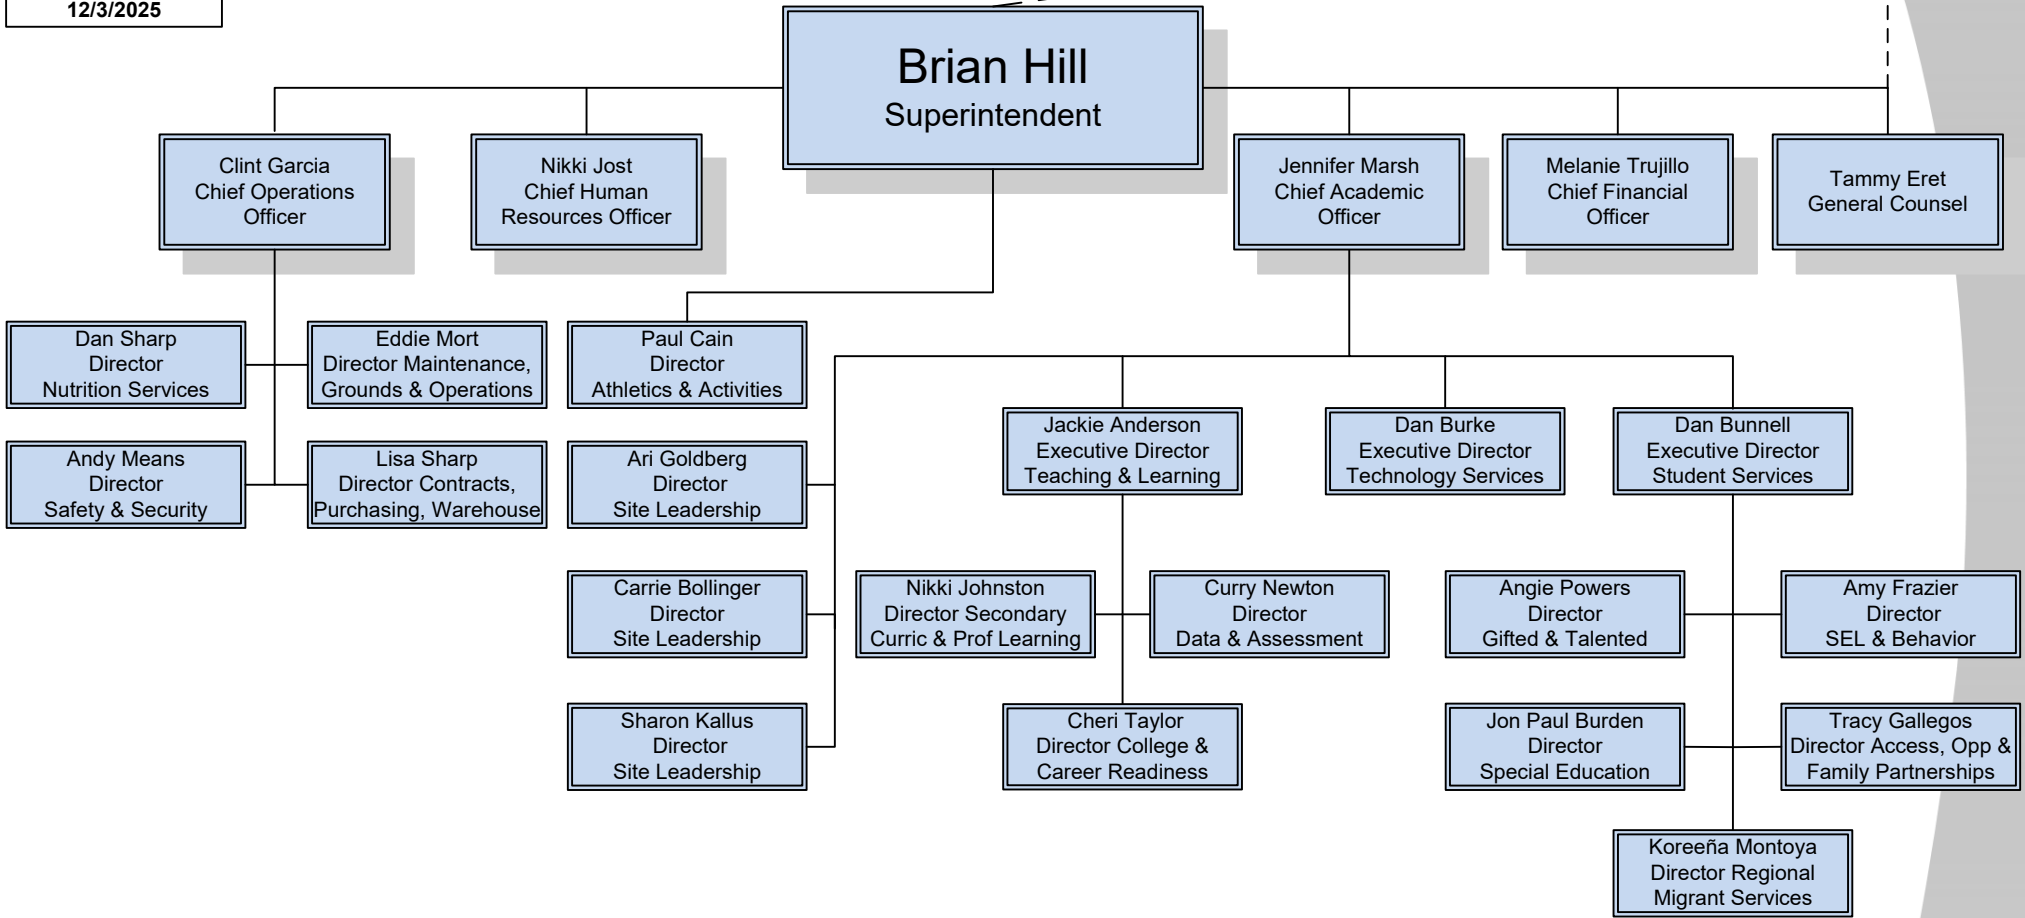 12/3/2025
Brian Hill
Superintendent
Clint Garcia
Chief Operations
Officer
Nikki Jost
Chief Human
Resources Officer
Jennifer Marsh
Chief Academic
Officer
Melanie Trujillo
Chief Financial
Officer
Tammy Eret
General Counsel
Dan Sharp
Director
Nutrition Services
Eddie Mort
Director Maintenance,
Grounds & Operations
Paul Cain
Director
Athletics & Activities
Jackie Anderson
Executive Director
Teaching & Learning
Dan Burke
Executive Director
Technology Services
Dan Bunnell
Executive Director
Student Services
Andy Means
Director
Safety & Security
Lisa Sharp
Director Contracts,
Purchasing, Warehouse
Ari Goldberg
Director
Site Leadership
Carrie Bollinger
Director
Site Leadership
Nikki Johnston
Director Secondary
Curric & Prof Learning
Curry Newton
Director
Data & Assessment
Angie Powers
Director
Gifted & Talented
Amy Frazier
Director
SEL & Behavior
Sharon Kallus
Director
Site Leadership
Cheri Taylor
Director College &
Career Readiness
Jon Paul Burden
Director
Special Education
Tracy Gallegos
Director Access, Opp &
Family Partnerships
Koreeña Montoya
Director Regional
Migrant Services